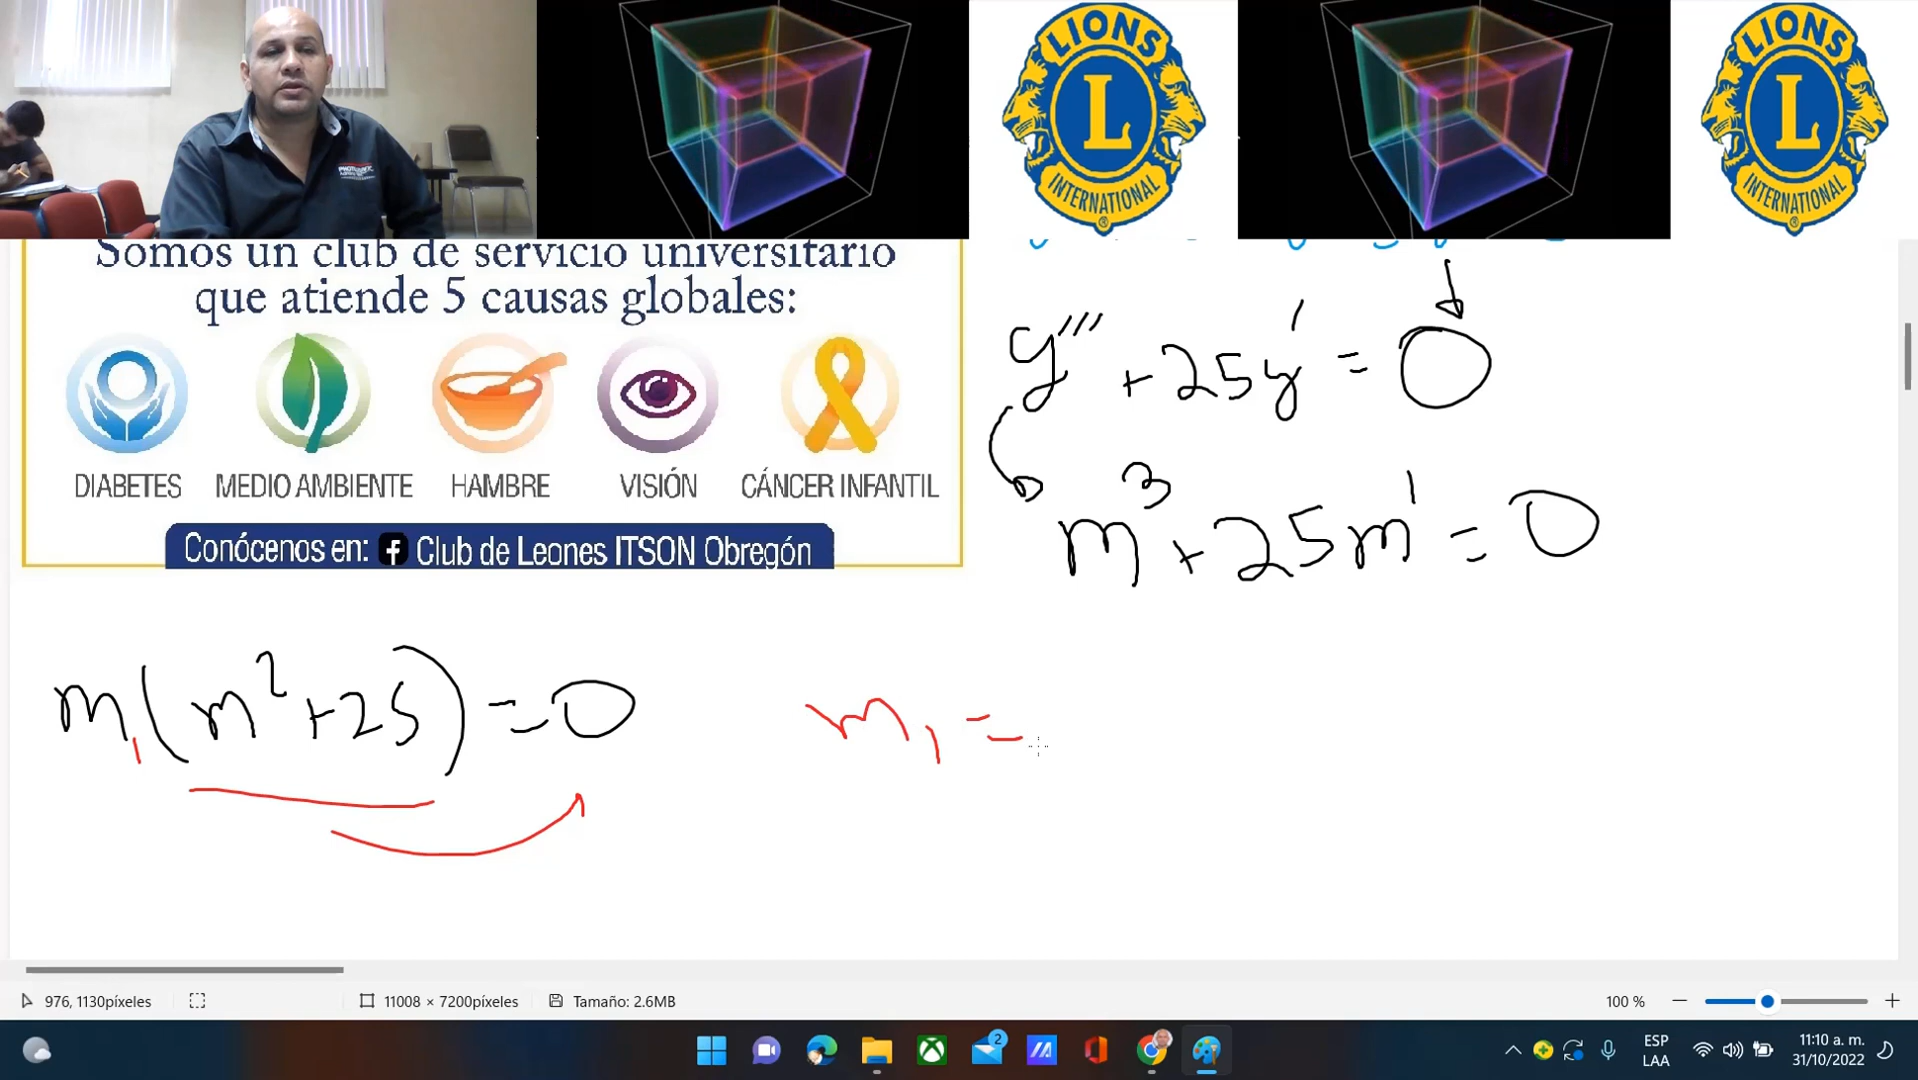 LIONS
L
INTERNATIONAL
®
LIONS
L
INTERNATIONAL
®
Somos un club de servicio universitario
que atiende 5 causas globales:
DIABETES
MEDIO AMBIENTE
HAMBRE
VISIÓN
CÁNCER INFANTIL
Conócenos en: f Club de Leones ITSON Obregón
y''' + 25y' = 0
m³ + 25m¹ = 0
m₁(m² + 25) = 0
m₁ =
976, 1130píxeles
11008 × 7200píxeles
Tamaño: 2.6MB
100 %
2
ESP
LAA
11:10 a. m.
31/10/2022